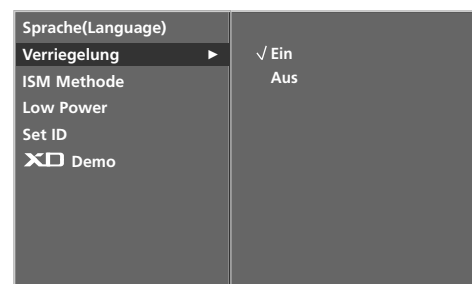 Sprache(Language)
Verriegelung ►
ISM Methode
Low Power
Set ID
XD Demo
√ Ein
Aus